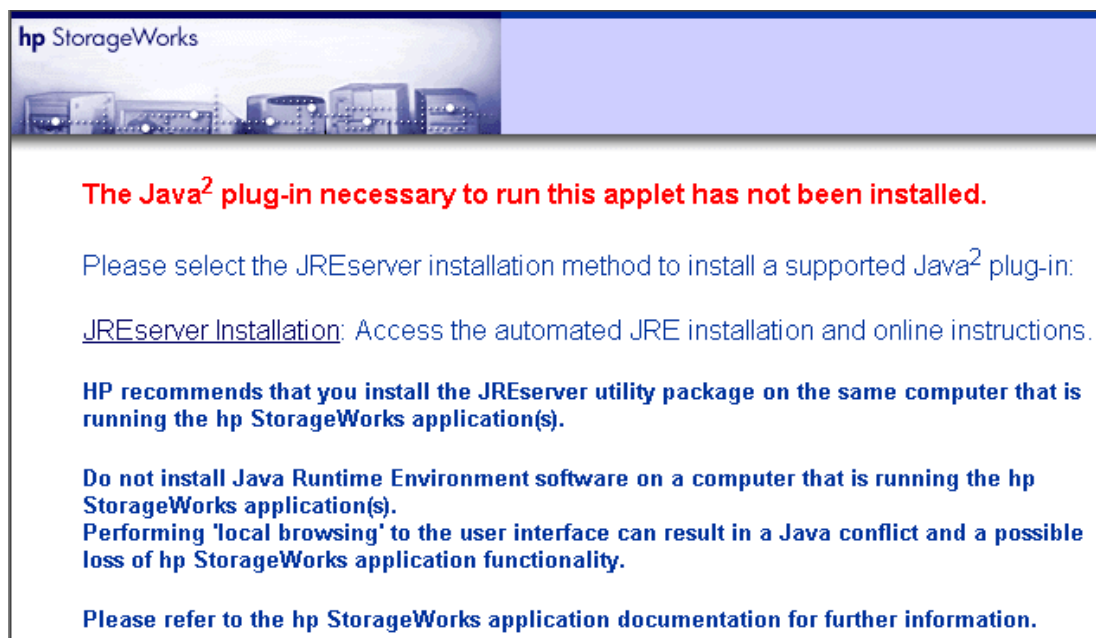 hp StorageWorks
The Java2 plug-in necessary to run this applet has not been installed.
Please select the JREserver installation method to install a supported Java2 plug-in:
JREserver Installation: Access the automated JRE installation and online instructions.
HP recommends that you install the JREserver utility package on the same computer that is
running the hp StorageWorks application(s).
Do not install Java Runtime Environment software on a computer that is running the hp
StorageWorks application(s).
Performing 'local browsing' to the user interface can result in a Java conflict and a possible
loss of hp StorageWorks application functionality.
Please refer to the hp StorageWorks application documentation for further information.